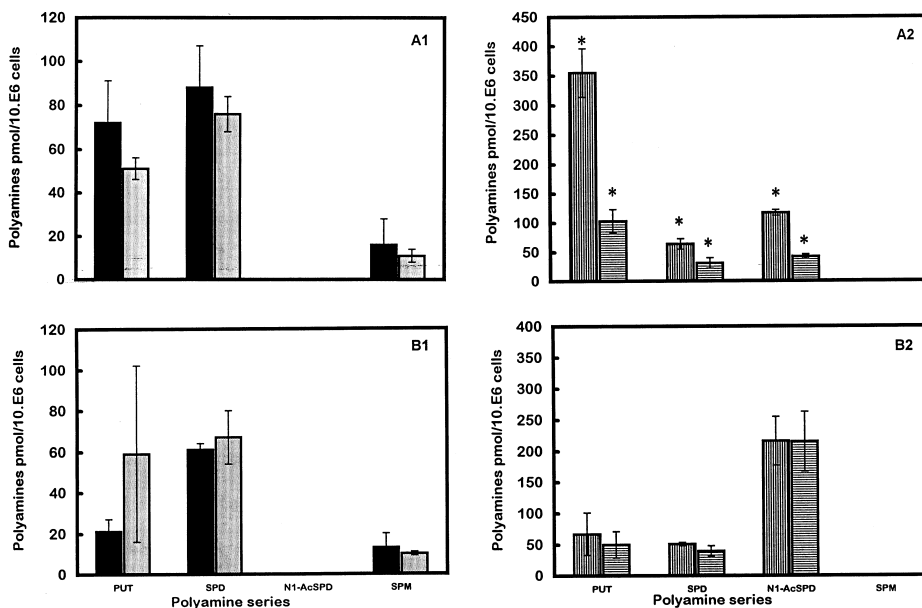 A1
Polyamines pmol/10.E6 cells
120
100
80
60
40
20
0
A2
Polyamines pmol/10.E6 cells
450
400
350
300
250
200
150
100
50
0
* * * * * *
B1
Polyamines pmol/10.E6 cells
120
100
80
60
40
20
0
PUT SPD N1-AcSPD SPM
Polyamine series
B2
Polyamines pmol/10.E6 cells
400
350
300
250
200
150
100
50
0
PUT SPD N1-AcSPD SPM
Polyamine series